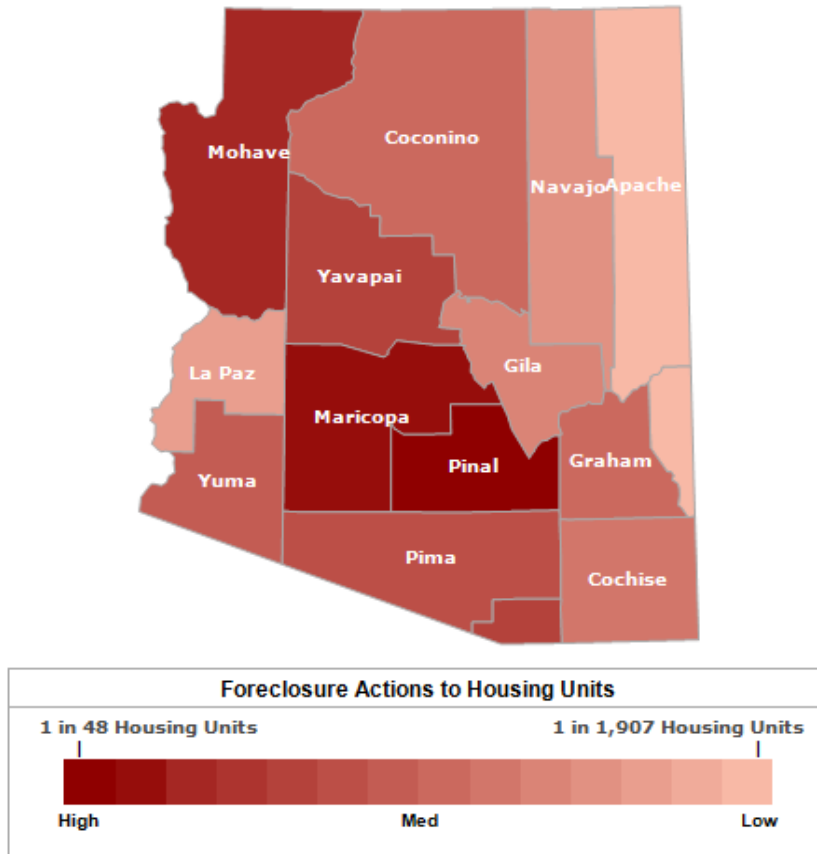 Coconino
Mohave
Navajo
Apache
Yavapai
Gila
La Paz
Maricopa
Pinal
Graham
Yuma
Pima
Cochise
Foreclosure Actions to Housing Units
1 in 48 Housing Units
1 in 1,907 Housing Units
High
Med
Low